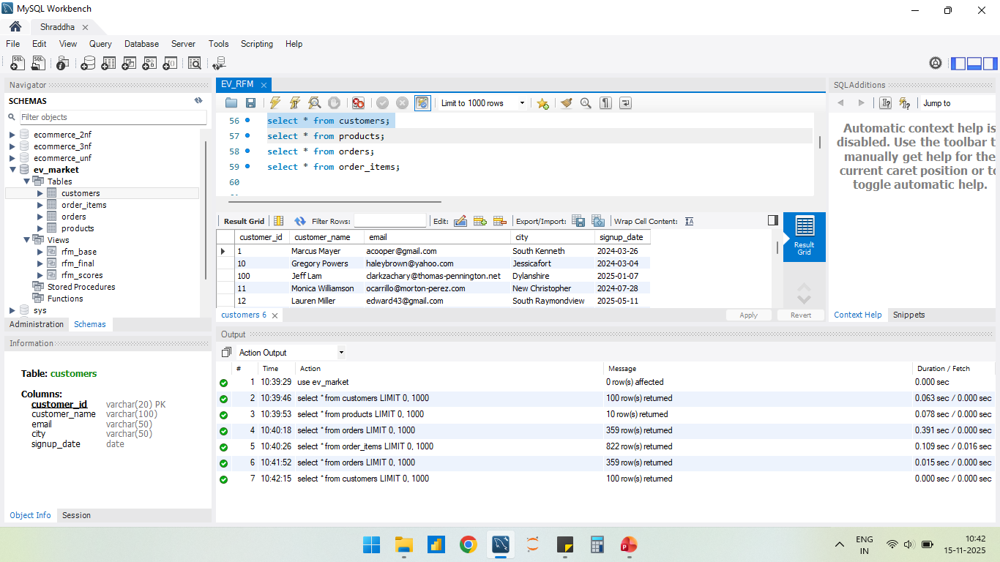 MySQL Workbench
Shraddha
File Edit View Query Database Server Tools Scripting Help
Navigator
SCHEMAS
Filter objects
ecommerce_2nf
ecommerce_3nf
ecommerce_unf
ev_market
Tables
customers
order_items
orders
products
Views
rfm_base
rfm_final
rfm_scores
Stored Procedures
Functions
sys
Administration Schemas
Information
Table: customers
Columns:
customer_id varchar(20) PK
customer_name varchar(100)
email varchar(50)
city varchar(50)
signup_date date
Object Info Session
EV_RFM
Limit to 1000 rows
56 select * from customers;
57 select * from products;
58 select * from orders;
59 select * from order_items;
60
Result Grid Filter Rows: Edit: Export/Import: Wrap Cell Content:
customer_id customer_name email city signup_date
1 Marcus Mayer acooper@gmail.com South Kenneth 2024-03-26
10 Gregory Powers haleybrown@yahoo.com Jessicafort 2024-03-04
100 Jeff Lam clarkzachary@thomas-pennington.net Dylanshire 2025-01-07
11 Monica Williamson ocarrillo@morton-perez.com New Christopher 2024-07-28
12 Lauren Miller edward43@gmail.com South Raymondview 2025-05-11
Result
Grid
customers 6 Apply Revert
SQLAdditions
Jump to
Automatic context help is
disabled. Use the toolbar t
manually get help for the
current caret position or to
toggle automatic help.
Context Help Snippets
Output
Action Output
# Time Action Message Duration / Fetch
1 10:39:29 use ev_market 0 row(s) affected 0.000 sec
2 10:39:46 select * from customers LIMIT 0, 1000 100 row(s) returned 0.063 sec / 0.000 sec
3 10:39:53 select * from products LIMIT 0, 1000 10 row(s) returned 0.078 sec / 0.000 sec
4 10:40:18 select * from orders LIMIT 0, 1000 359 row(s) returned 0.391 sec / 0.000 sec
5 10:40:26 select * from order_items LIMIT 0, 1000 822 row(s) returned 0.109 sec / 0.016 sec
6 10:41:52 select * from orders LIMIT 0, 1000 359 row(s) returned 0.015 sec / 0.000 sec
7 10:42:15 select * from customers LIMIT 0, 1000 100 row(s) returned 0.000 sec / 0.000 sec
ENG
IN
10:42
15-11-2025